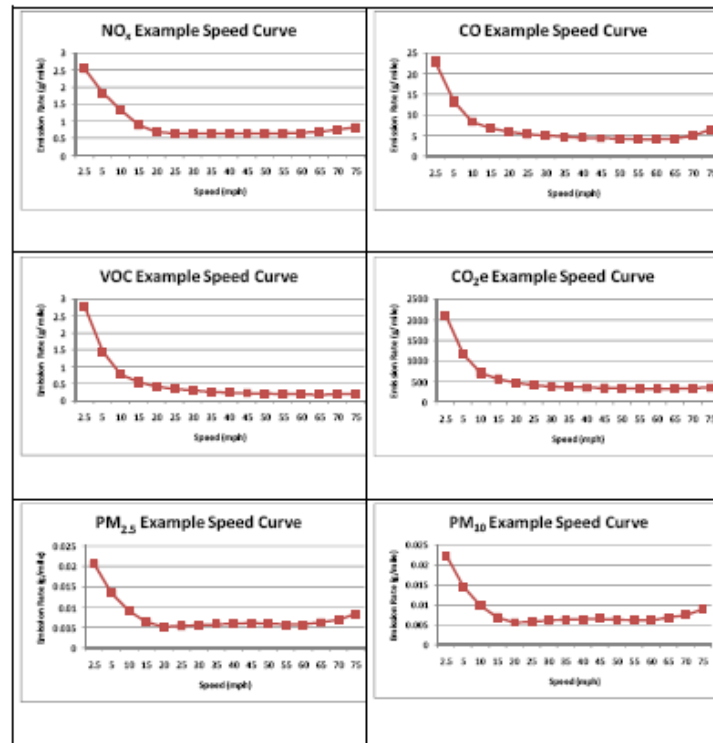 NOx Example Speed Curve
Emission Rate (g/mile)
3
2.5
2
1.5
1
0.5
0
2.5 5 10 15 20 25 30 35 40 45 50 55 60 65 70 75
Speed (mph)
CO Example Speed Curve
Emission Rate (g/mile)
25
20
15
10
5
0
2.5 5 10 15 20 25 30 35 40 45 50 55 60 65 70 75
Speed (mph)
VOC Example Speed Curve
Emission Rate (g/mile)
3
2.5
2
1.5
1
0.5
0
2.5 5 10 15 20 25 30 35 40 45 50 55 60 65 70 75
Speed (mph)
CO₂e Example Speed Curve
Emission Rate (g/mile)
2500
2000
1500
1000
500
0
2.5 5 10 15 20 25 30 35 40 45 50 55 60 65 70 75
Speed (mph)
PM₂.₅ Example Speed Curve
Emission Rate (g/mile)
0.025
0.02
0.015
0.01
0.005
0
2.5 5 10 15 20 25 30 35 40 45 50 55 60 65 70 75
Speed (mph)
PM₁₀ Example Speed Curve
Emission Rate (g/mile)
0.025
0.02
0.015
0.01
0.005
0
2.5 5 10 15 20 25 30 35 40 45 50 55 60 65 70 75
Speed (mph)